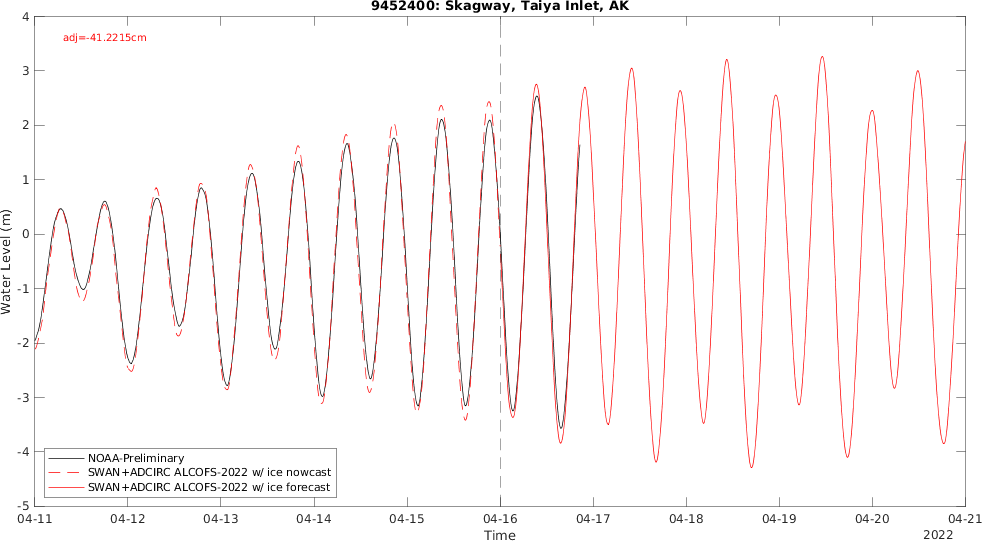 9452400: Skagway, Taiya Inlet, AK
adj=-41.2215cm
4
3
2
1
0
-1
-2
-3
-4
-5
Water Level (m)
NOAA-Preliminary
SWAN+ADCIRC ALCOFS-2022 w/ ice nowcast
SWAN+ADCIRC ALCOFS-2022 w/ ice forecast
04-11 04-12 04-13 04-14 04-15 04-16 04-17 04-18 04-19 04-20 04-21
Time
2022